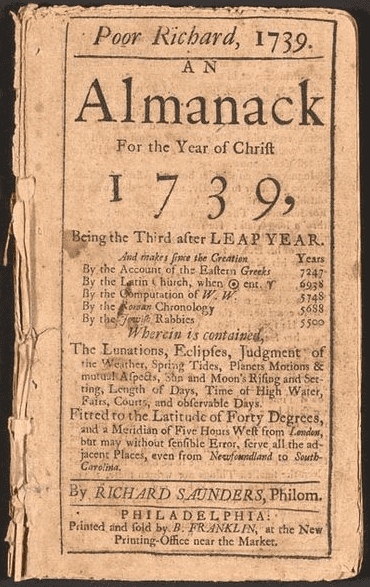 Poor Richard, 1739.
AN
Almanack
For the Year of Chriſt
1739,
Being the Third after LEAP YEAR.
And makes ſince the Creation Years
By the Account of the Eastern Greeks 7247
By the Latin Church, when ☉ ent. ♈ 6938
By the Computation of W. W. 5748
By the Roman Chronology 5688
By the Jewiſh Rabbies 5500
Wherein is contained,
The Lunations, Eclipſes, Judgment of
the Weather, Spring Tides, Planets Motions &
mutual Aſpects, Sun and Moon's Riſing and Set-
ting, Length of Days, Time of High Water,
Fairs, Courts, and obſervable Days.
Fitted to the Latitude of Forty Degrees,
and a Meridian of Five Hours Weſt from London,
but may without ſenſible Error, ſerve all the ad-
jacent Places, even from Newfoundland to South-
Carolina.
By RICHARD SAUNDERS, Philom.
PHILADELPHIA:
Printed and ſold by B. FRANKLIN, at the New
Printing-Office near the Market.